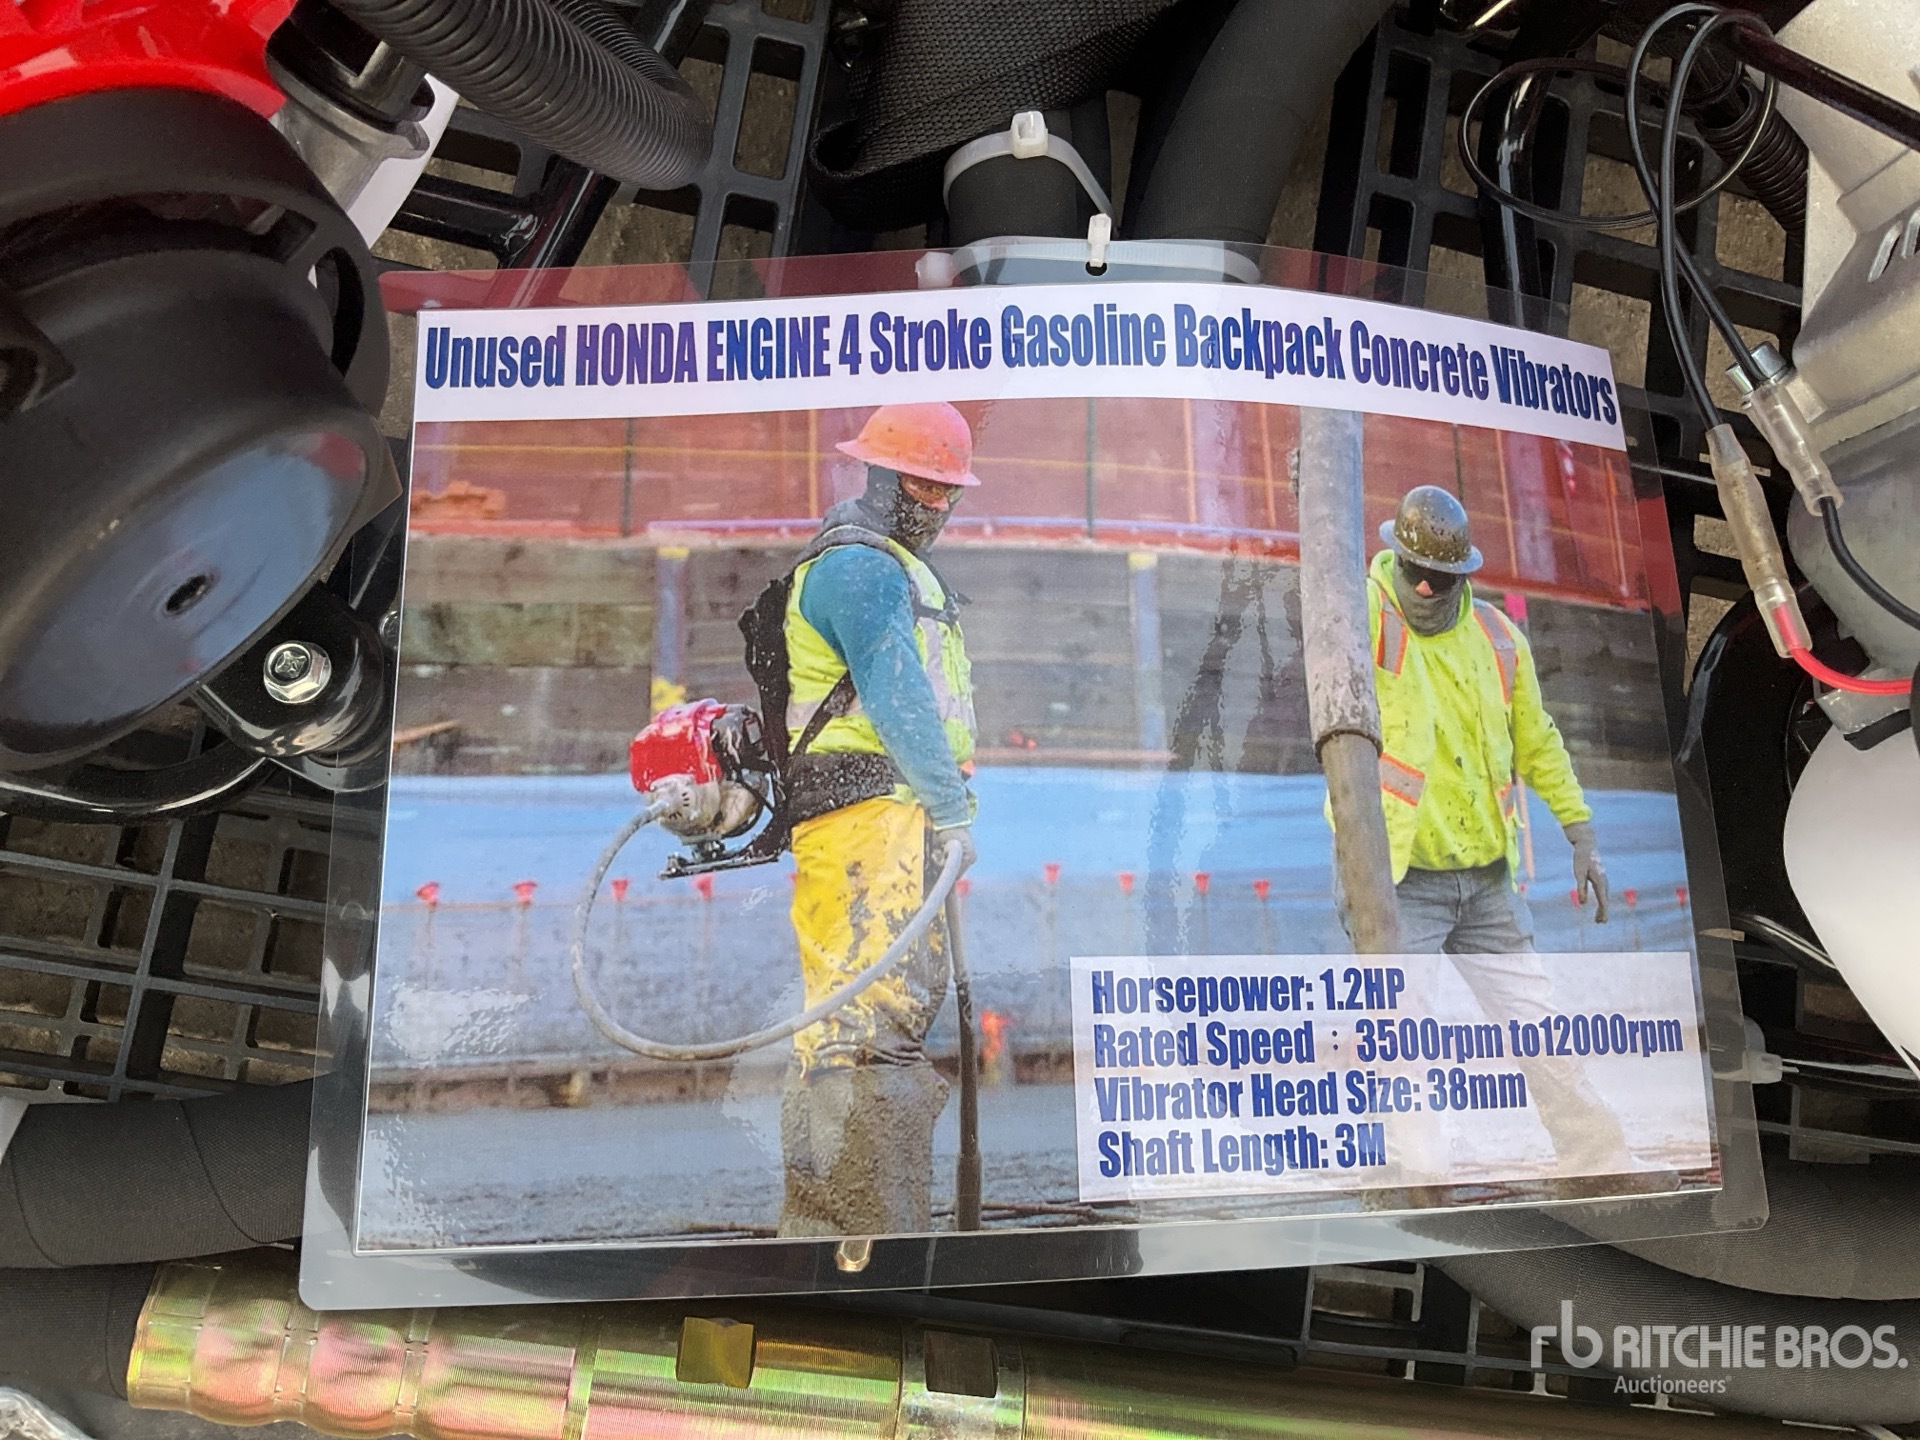 Unused HONDA ENGINE 4 Stroke Gasoline Backpack Concrete Vibrators
Horsepower: 1.2HP
Rated Speed : 3500rpm to12000rpm
Vibrator Head Size: 38mm
Shaft Length: 3M
rb RITCHIE BROS.
Auctioneers